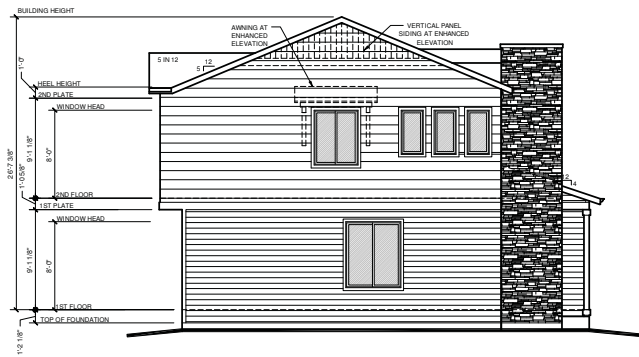 BUILDING HEIGHT
AWNING AT
ENHANCED
ELEVATION
VERTICAL PANEL
SIDING AT ENHANCED
ELEVATION
5 IN 12
12
5
1'-0"
HEEL HEIGHT
2ND PLATE
WINDOW HEAD
26'-7 3/8"
9'-1 1/8"
8'-0"
1'-0 5/8"
2ND FLOOR
1ST PLATE
WINDOW HEAD
12
4
9'-1 1/8"
8'-0"
1ST FLOOR
TOP OF FOUNDATION
1'-2 1/8"